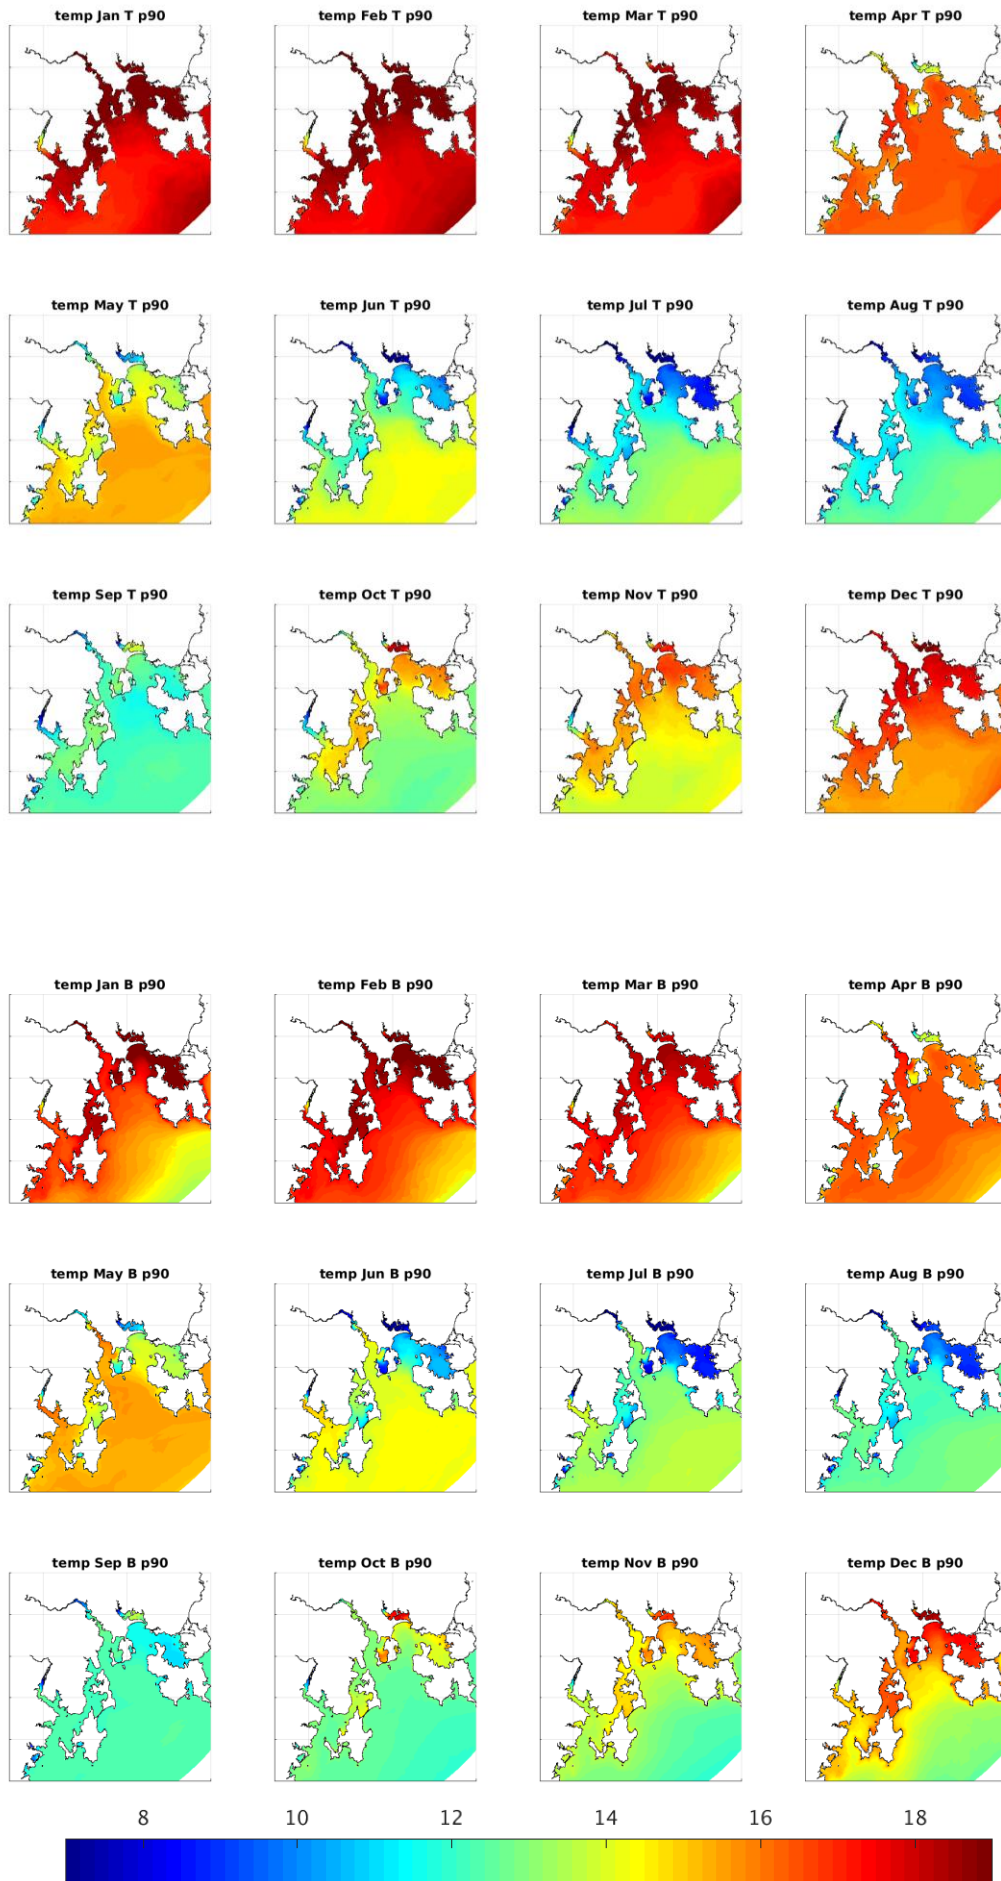 temp Jan T p90 temp Feb T p90 temp Mar T p90 temp Apr T p90
temp May T p90 temp Jun T p90 temp Jul T p90 temp Aug T p90
temp Sep T p90 temp Oct T p90 temp Nov T p90 temp Dec T p90
temp Jan B p90 temp Feb B p90 temp Mar B p90 temp Apr B p90
temp May B p90 temp Jun B p90 temp Jul B p90 temp Aug B p90
temp Sep B p90 temp Oct B p90 temp Nov B p90 temp Dec B p90
8 10 12 14 16 18